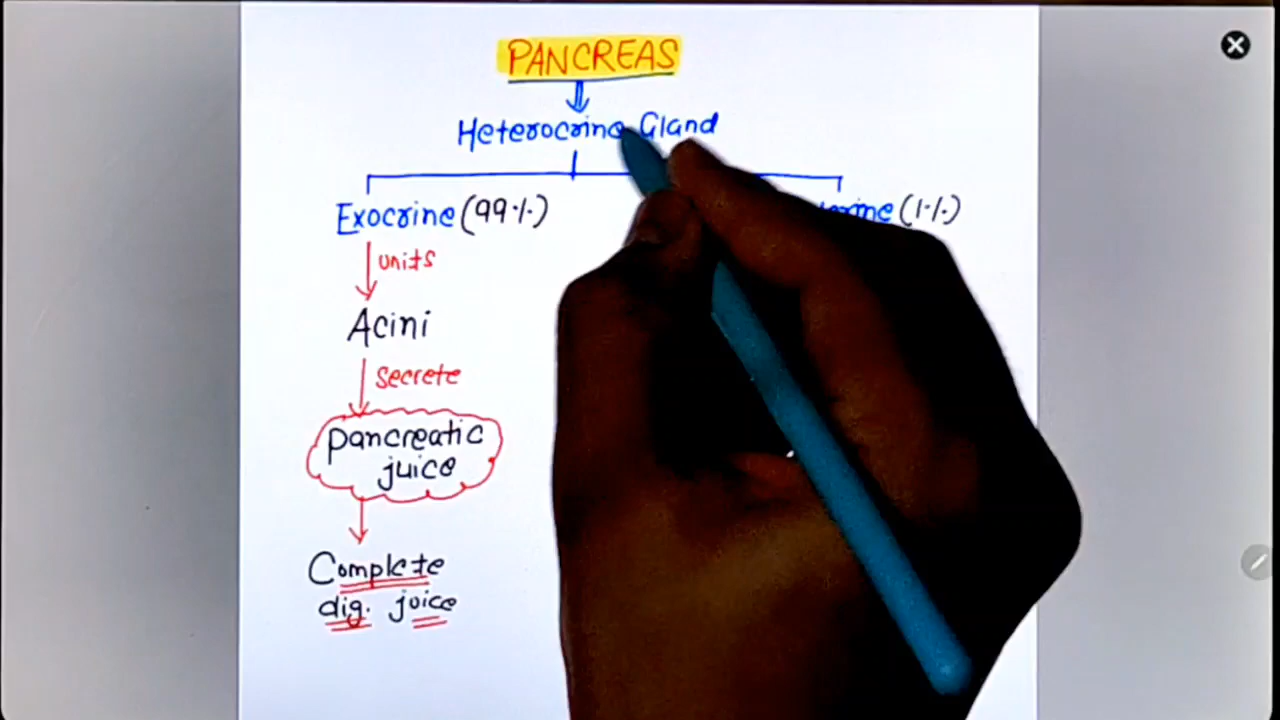 PANCREAS
Heterocrine Gland
Exocrine (99%)
(1%)
units
Acini
secrete
pancreatic
juice
Complete
dig. juice